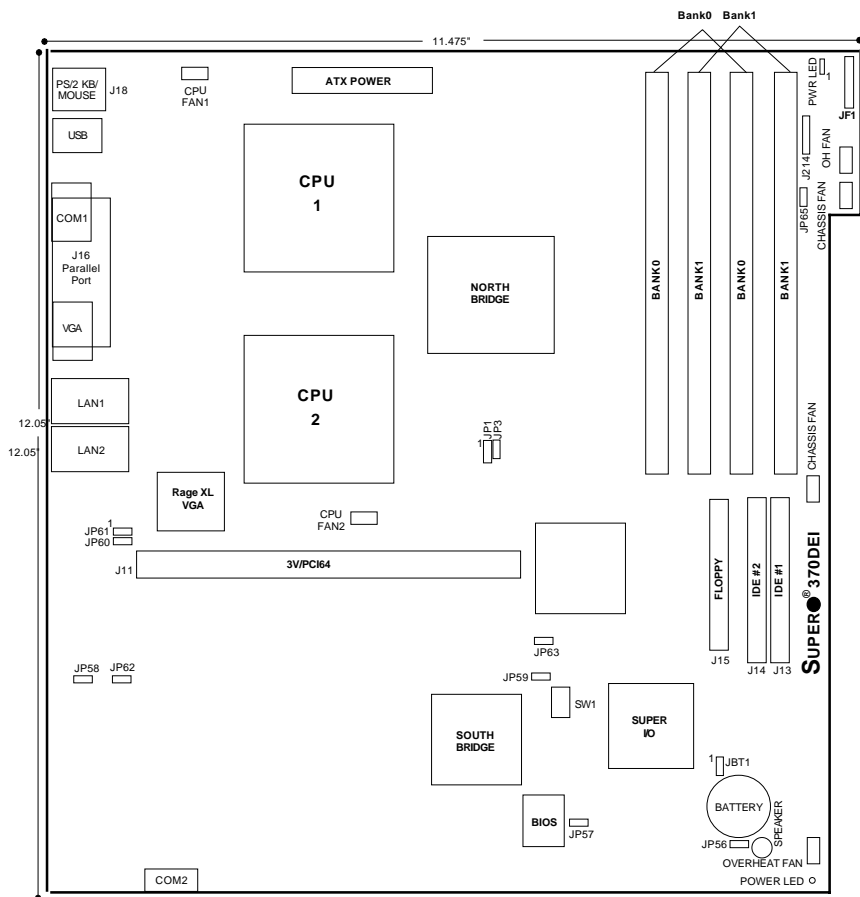 Bank0 Bank1
11.475"
PS/2 KB/
MOUSE
J18
CPU
FAN1
ATX POWER
PWR LED
1
JF1
USB
J214
OH FAN
CPU
1
JP65
CHASSIS FAN
COM1
J16
Parallel
Port
NORTH
BRIDGE
BANK0
BANK1
BANK0
BANK1
VGA
CPU
2
LAN1
12.05"
12.05"
LAN2
1
JP1
JP3
CHASSIS FAN
Rage XL
VGA
CPU
FAN2
1
JP61
JP60
J11
3V/PCI64
FLOPPY
IDE #2
IDE #1
SUPER® 370DEI
JP63
J15
J14
J13
JP58
JP62
JP59
SW1
SUPER
I/O
SOUTH
BRIDGE
1
JBT1
BATTERY
BIOS
JP57
SPEAKER
JP56
OVERHEAT FAN
COM2
POWER LED